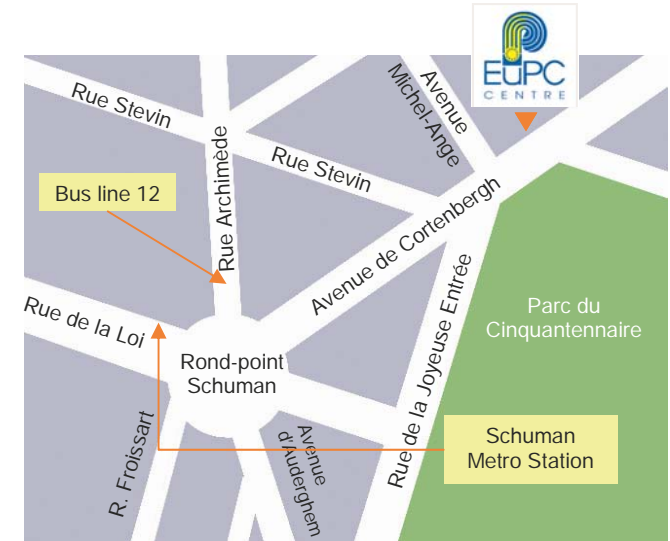 EuPC
CENTRE
Avenue
Michel-Ange
Rue Stevin
Rue Stevin
Rue Archimède
Bus line 12
Avenue de Cortenbergh
Rue de la Joyeuse Entrée
Parc du
Cinquantennaire
Rue de la Loi
Rond-point
Schuman
R. Froissart
Avenue
d'Auderghem
Schuman
Metro Station